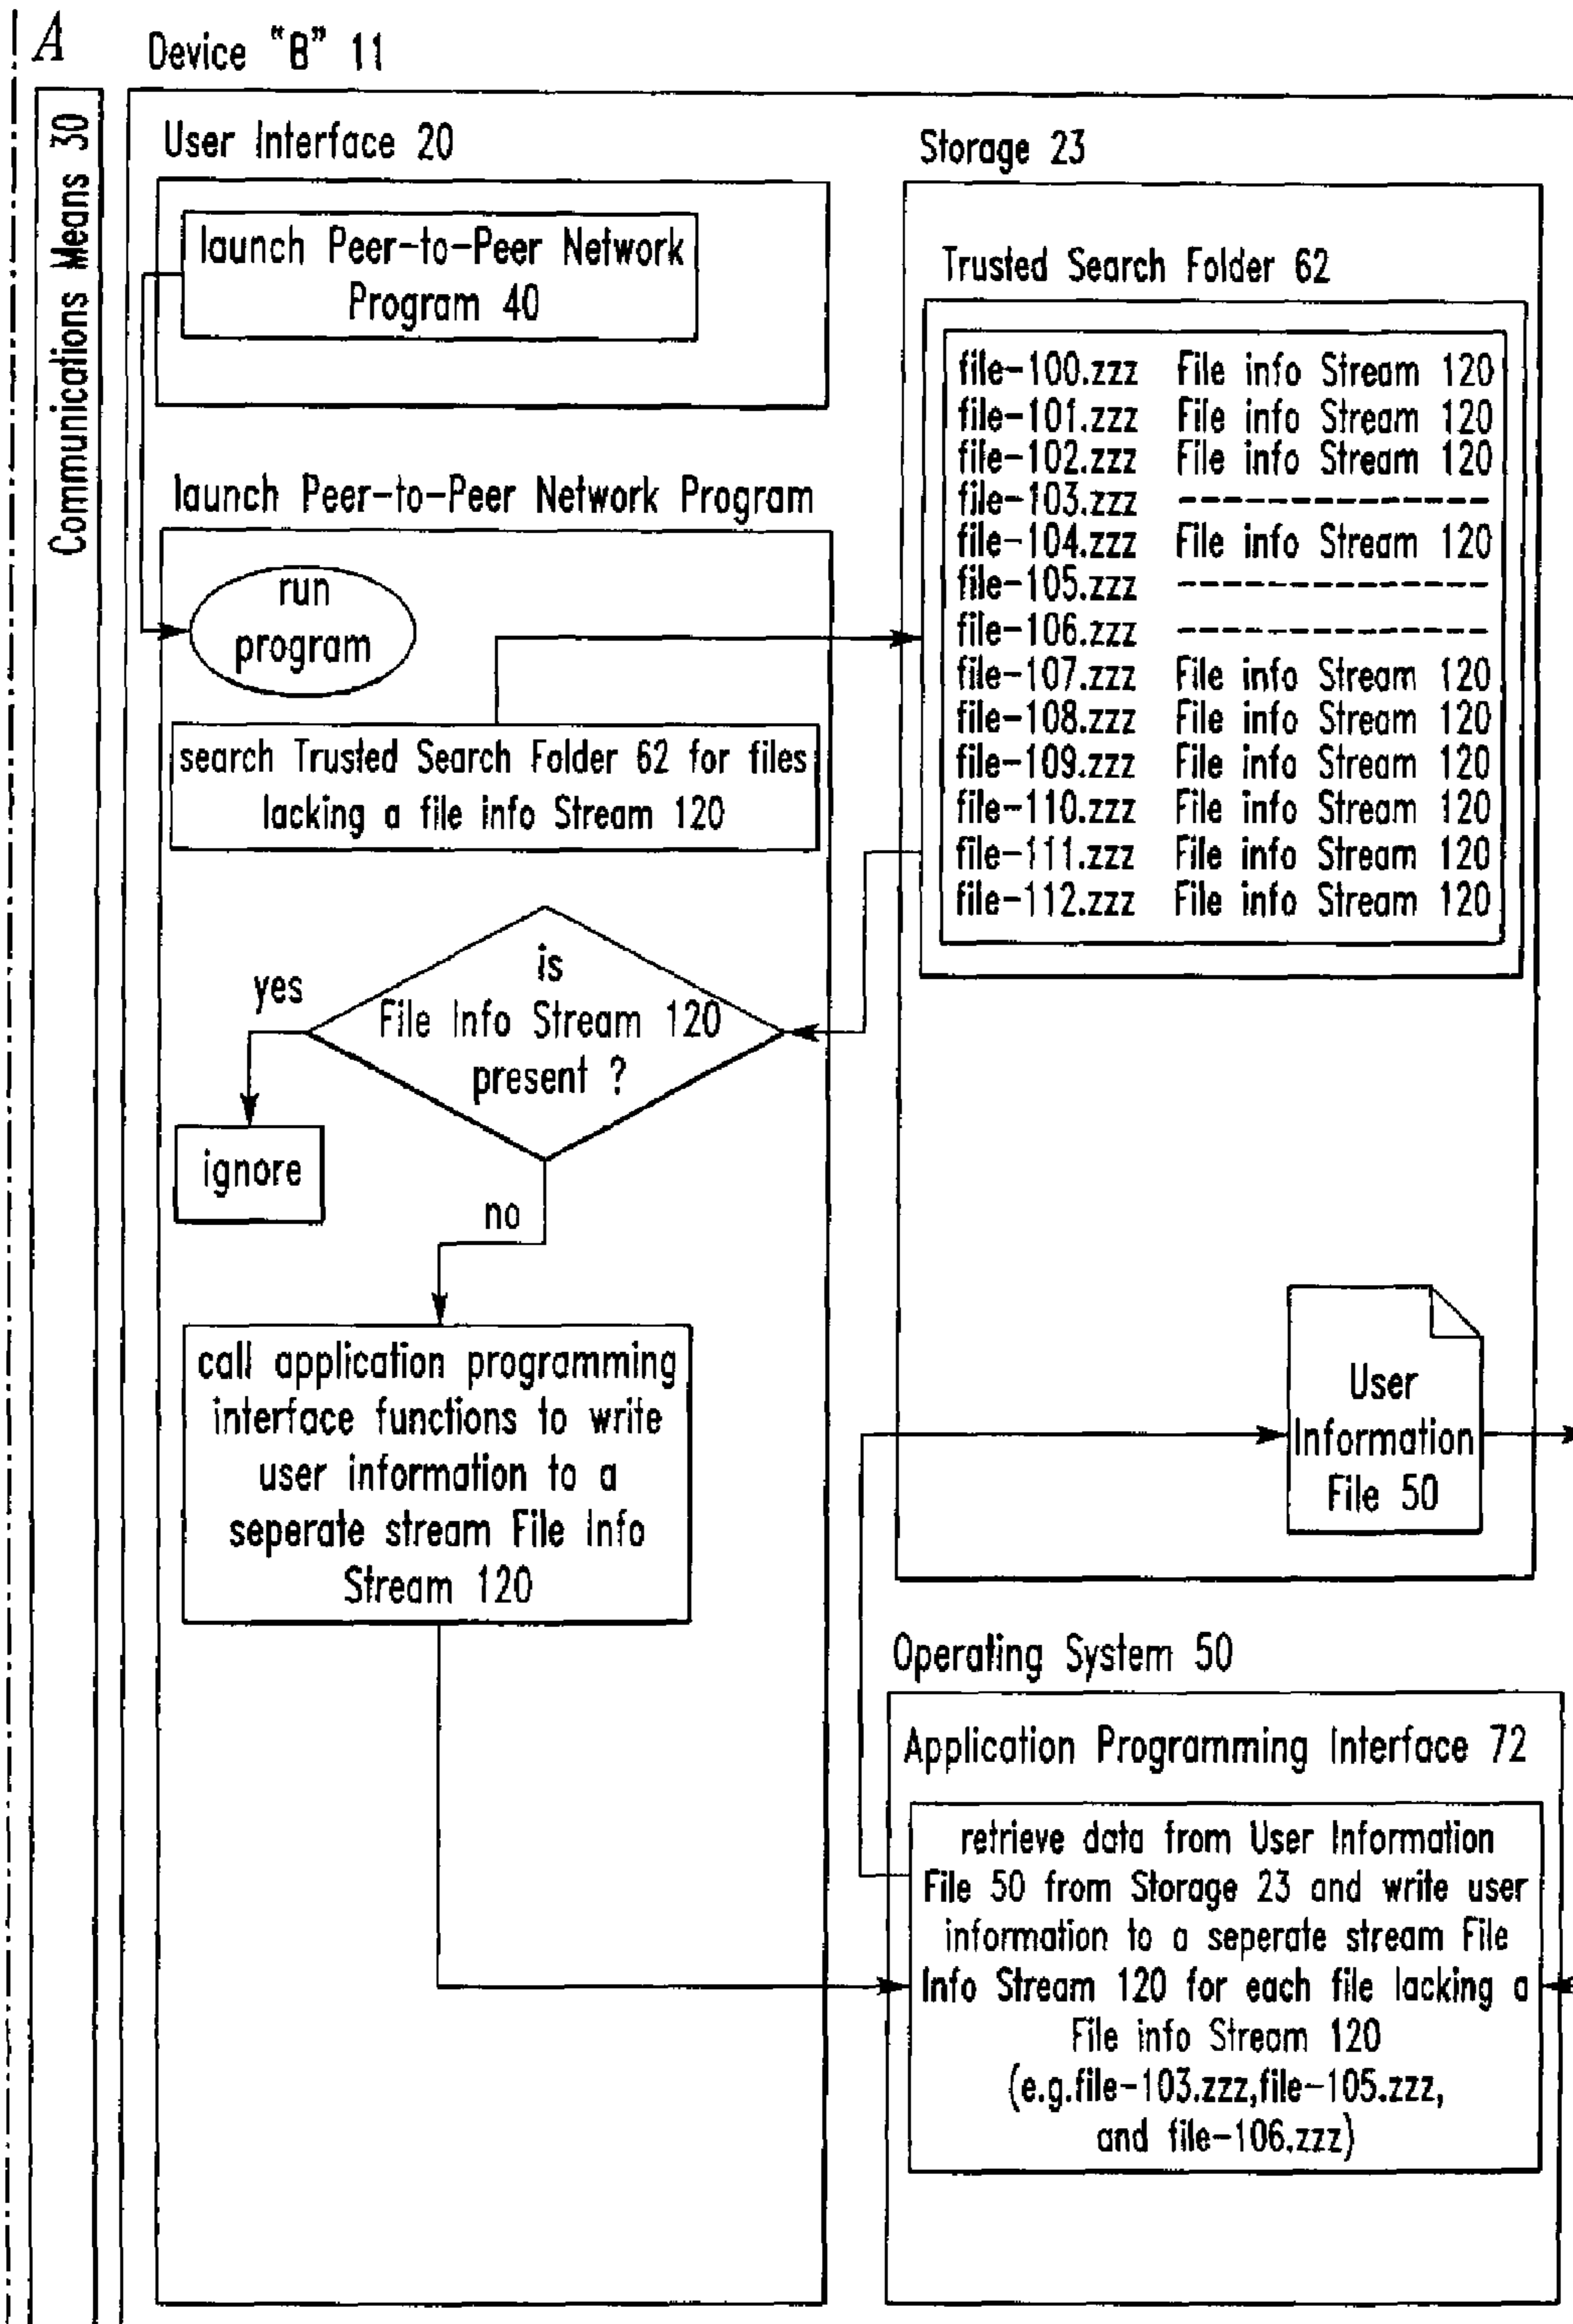 A
Device "B" 11
Communications Means 30
User Interface 20
launch Peer-to-Peer Network
Program 40
launch Peer-to-Peer Network Program
run
program
search Trusted Search Folder 62 for files
lacking a file info Stream 120
is
File Info Stream 120
present ?
yes
ignore
no
call application programming
interface functions to write
user information to a
seperate stream File Info
Stream 120
Storage 23
Trusted Search Folder 62
file-100.zzz File info Stream 120
file-101.zzz File info Stream 120
file-102.zzz File info Stream 120
file-103.zzz ---------------
file-104.zzz File info Stream 120
file-105.zzz ---------------
file-106.zzz ---------------
file-107.zzz File info Stream 120
file-108.zzz File info Stream 120
file-109.zzz File info Stream 120
file-110.zzz File info Stream 120
file-111.zzz File info Stream 120
file-112.zzz File info Stream 120
User
Information
File 50
Operating System 50
Application Programming Interface 72
retrieve data from User Information
File 50 from Storage 23 and write user
information to a seperate stream File
Info Stream 120 for each file lacking a
File info Stream 120
(e.g.file-103.zzz,file-105.zzz,
and file-106.zzz)